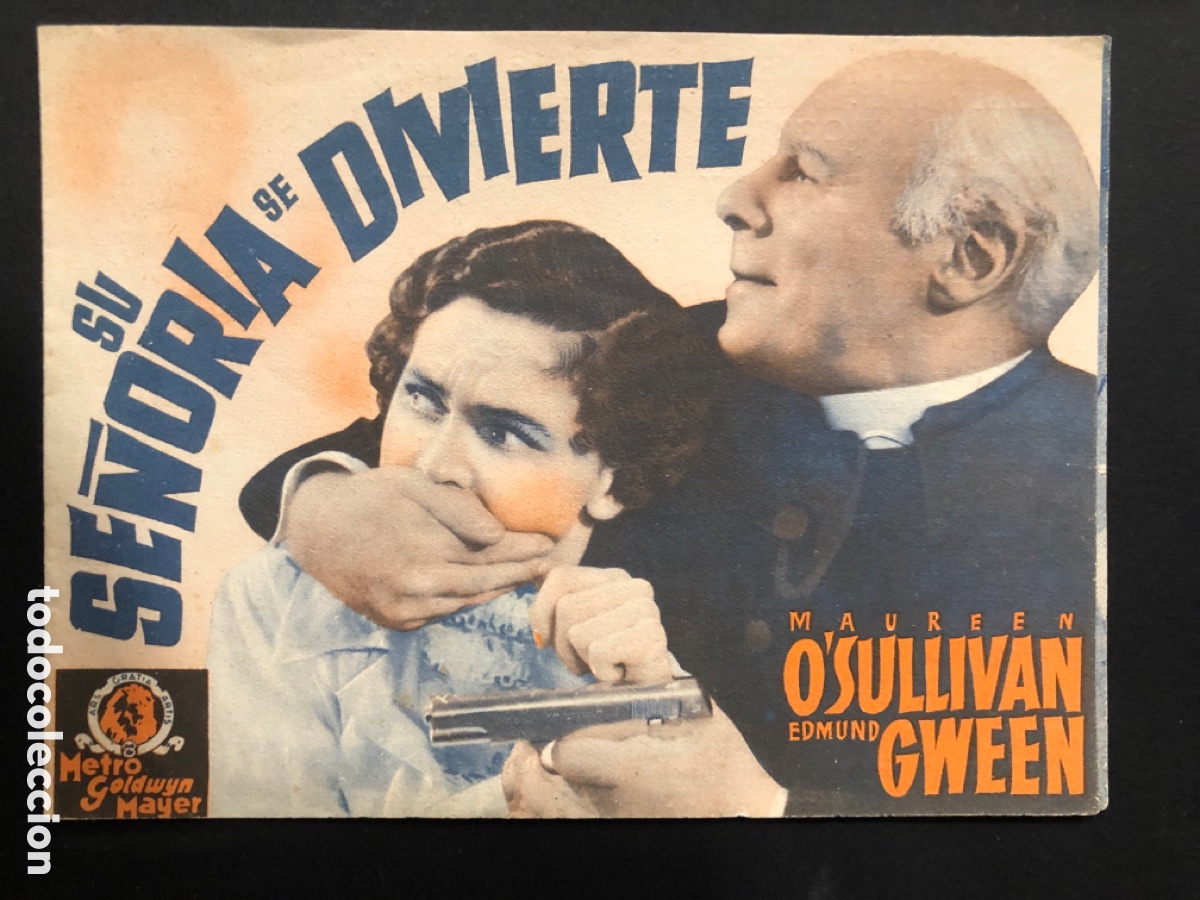 SU
SEÑORIA SE DIVIERTE
MAUREEN
O'SULLIVAN
EDMUND GWEEN
ARS GRATIA ARTIS
Metro
Goldwyn
Mayer
todocoleccion